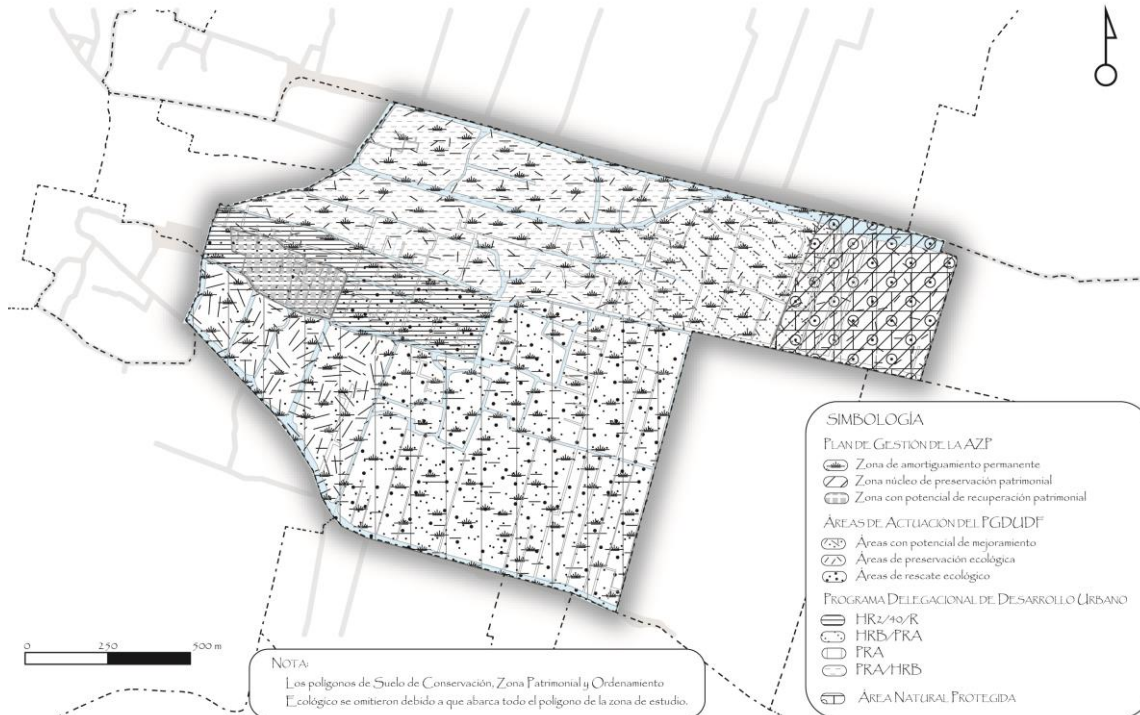 SIMBOLOGÍA
PLAN DE GESTIÓN DE LA AZP
Zona de amortiguamiento permanente
Zona núcleo de preservación patrimonial
Zona con potencial de recuperación patrimonial
ÁREAS DE ACTUACIÓN DEL PGDUDF
Áreas con potencial de mejoramiento
Áreas de preservación ecológica
Áreas de rescate ecológico
PROGRAMA DELEGACIONAL DE DESARROLLO URBANO
HR2/40/R
HRB/PRA
PRA
PRA/HRB
ÁREA NATURAL PROTEGIDA
0 250 500 m
NOTA:
Los polígonos de Suelo de Conservación, Zona Patrimonial y Ordenamiento
Ecológico se omitieron debido a que abarca todo el polígono de la zona de estudio.